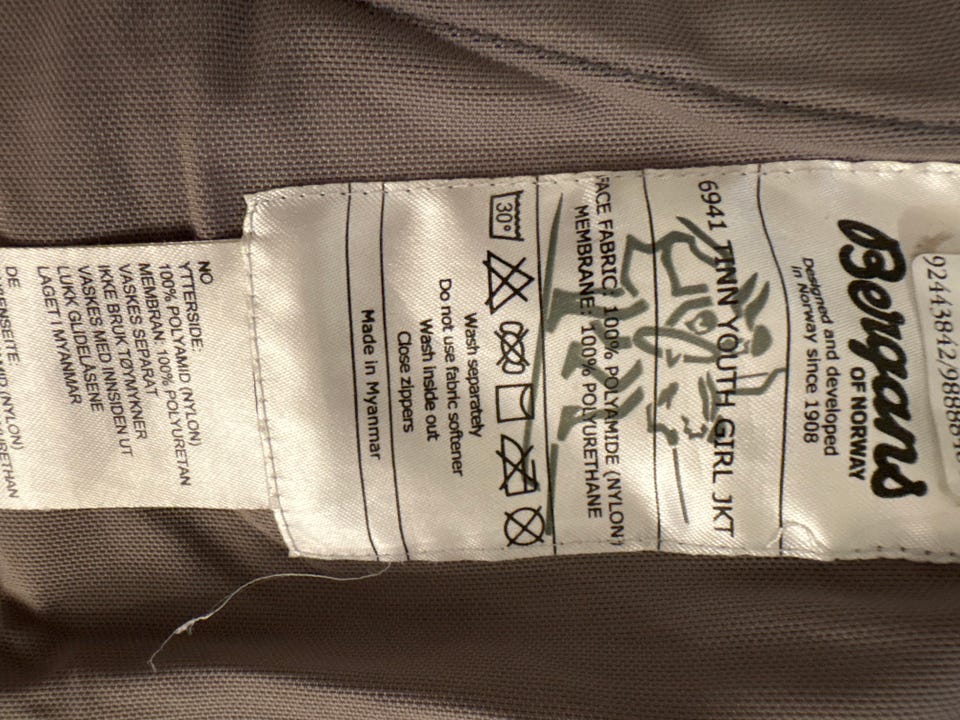 Bergans
OF NORWAY
Designed and developed
in Norway since 1908
6941 TINN YOUTH GIRL JKT
FACE FABRIC: 100% POLYAMIDE (NYLON)
MEMBRANE: 100% POLYURETHANE
30°
Wash separately
Do not use fabric softener
Wash inside out
Close zippers
Made in Myanmar
NO
YTTERSIDE:
100% POLYAMID (NYLON)
MEMBRAN: 100% POLYURETAN
VASKES SEPARAT
IKKE BRUK TØYMYKNER
VASKES MED INNSIDEN UT
LUKK GLIDELÅSENE
LAGET I MYANMAR
DE